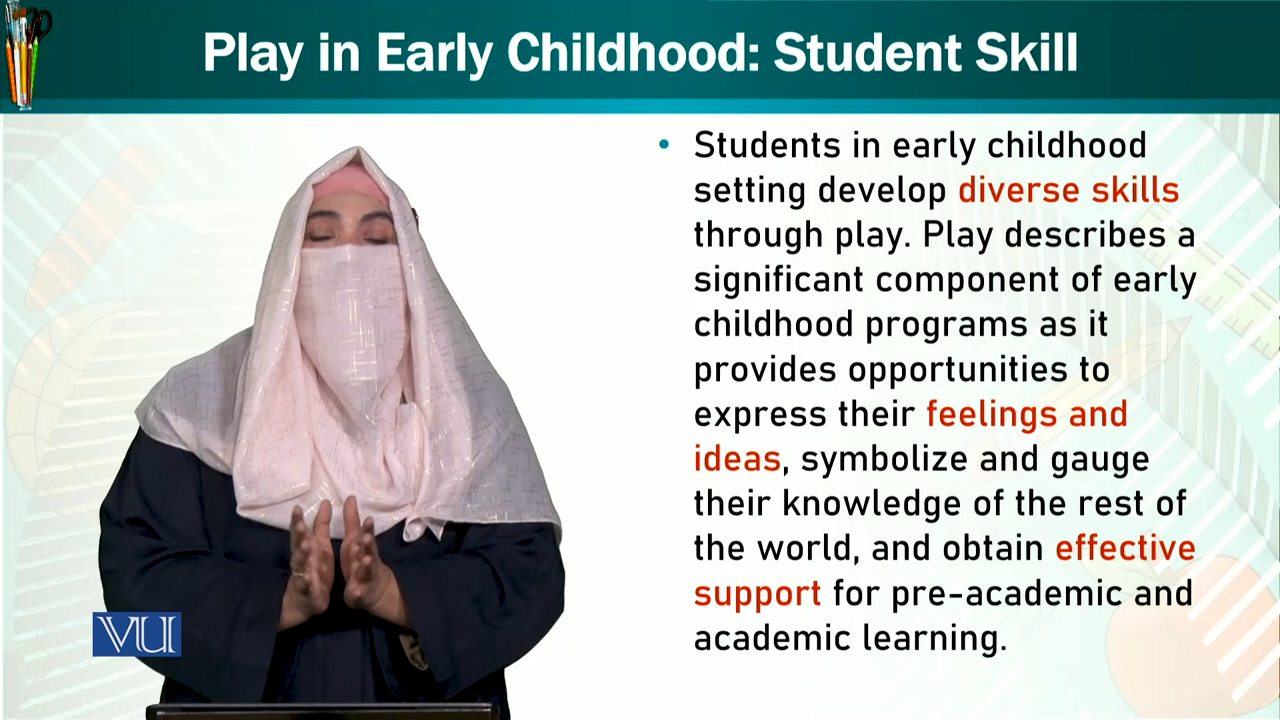 Play in Early Childhood: Student Skill
• Students in early childhood
setting develop diverse skills
through play. Play describes a
significant component of early
childhood programs as it
provides opportunities to
express their feelings and
ideas, symbolize and gauge
their knowledge of the rest of
the world, and obtain effective
support for pre-academic and
academic learning.
VU